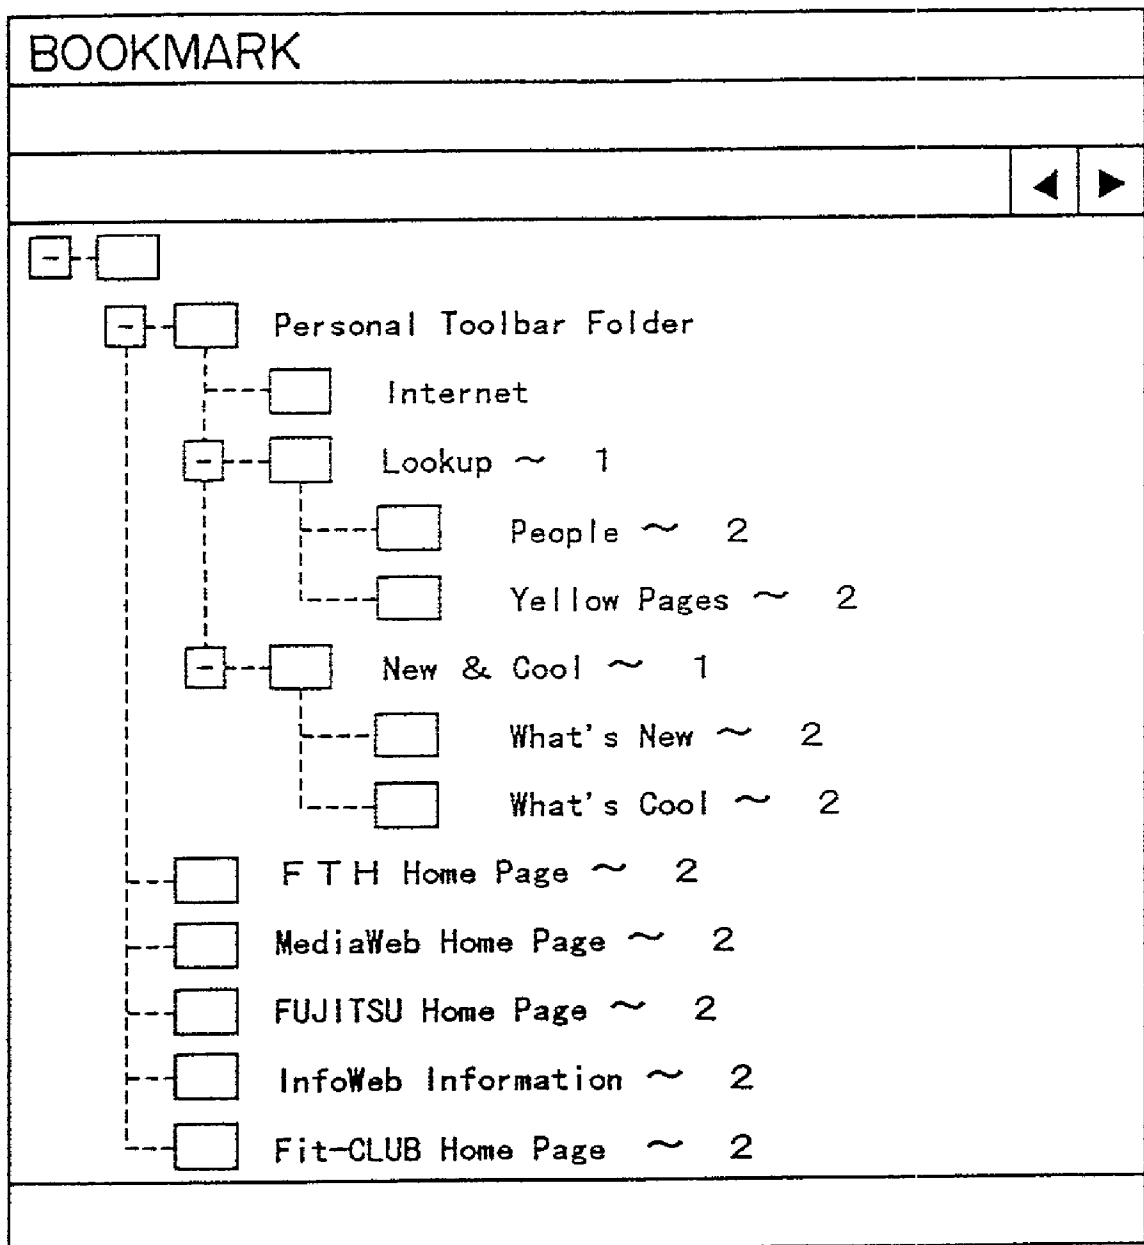 BOOKMARK
Personal Toolbar Folder
Internet
Lookup ~ 1
People ~ 2
Yellow Pages ~ 2
New & Cool ~ 1
What's New ~ 2
What's Cool ~ 2
FTH Home Page ~ 2
MediaWeb Home Page ~ 2
FUJITSU Home Page ~ 2
InfoWeb Information ~ 2
Fit-CLUB Home Page ~ 2